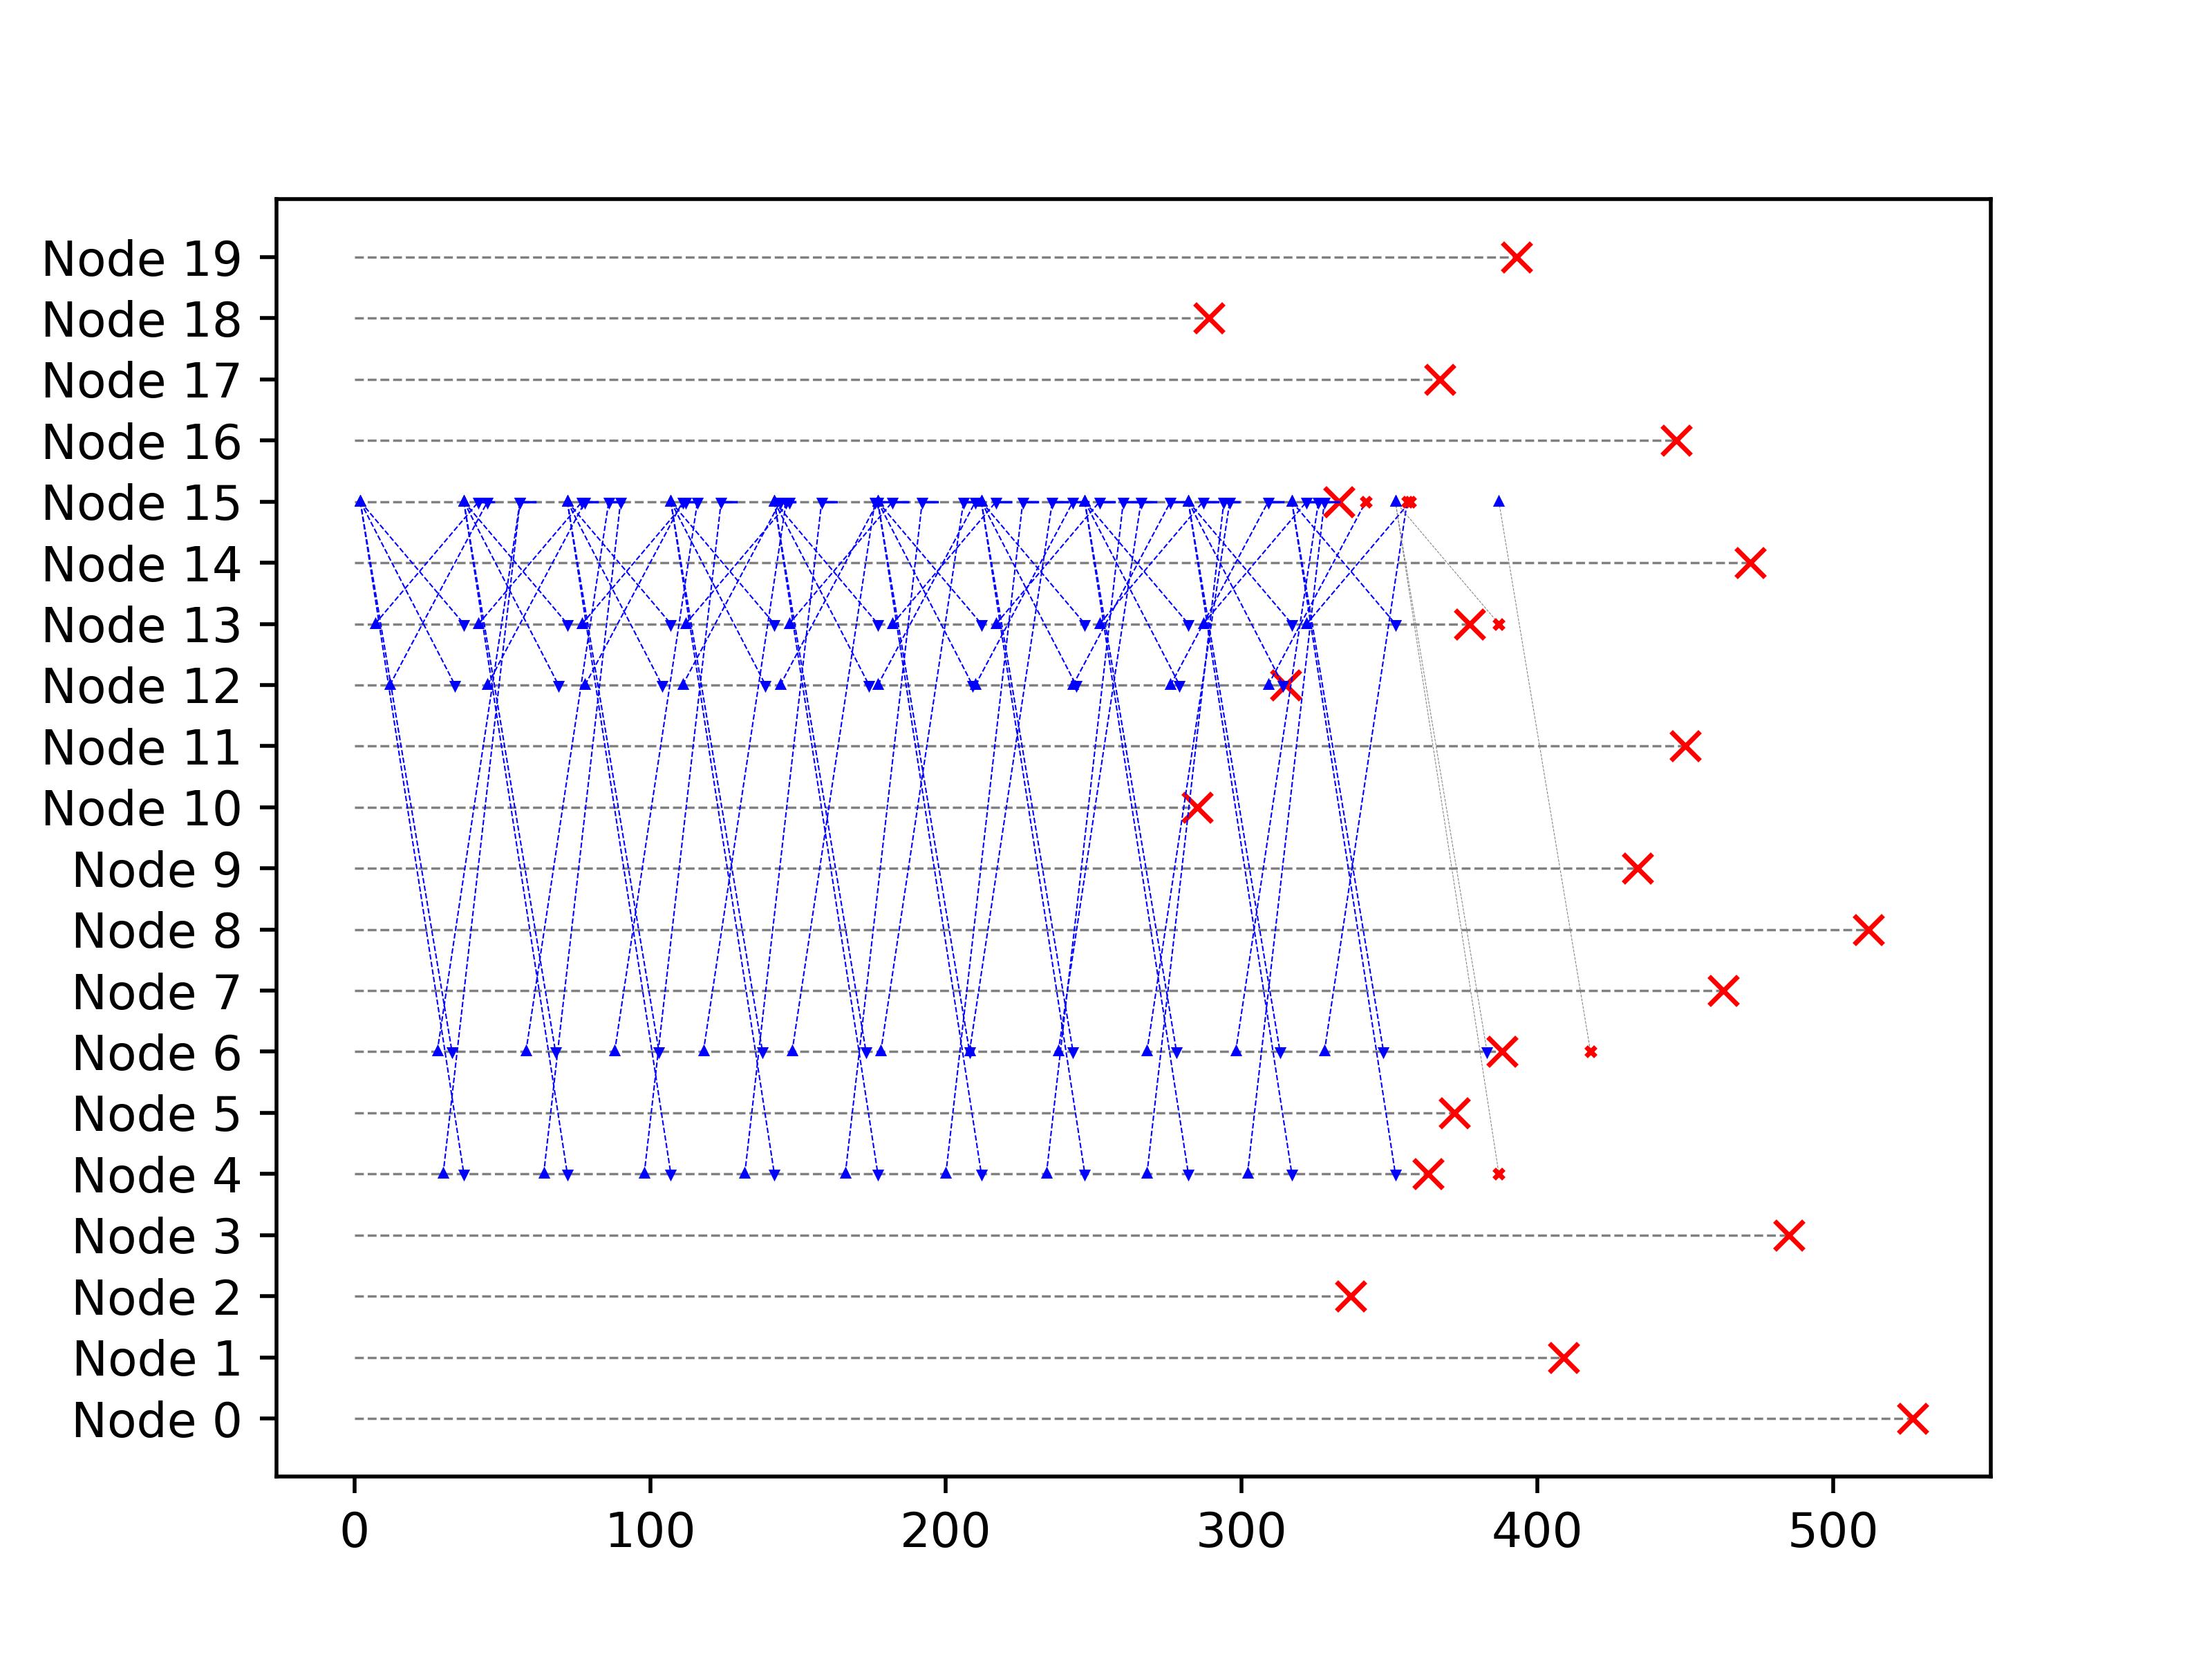 Node 19
Node 18
Node 17
Node 16
Node 15
Node 14
Node 13
Node 12
Node 11
Node 10
Node 9
Node 8
Node 7
Node 6
Node 5
Node 4
Node 3
Node 2
Node 1
Node 0
0 100 200 300 400 500